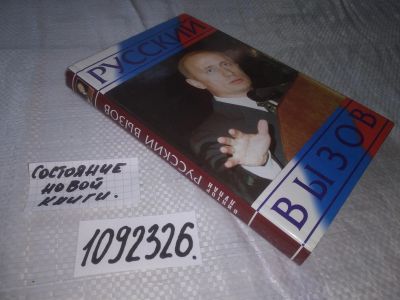 РУССКИЙ
ВЫЗОВ
РУССКИЙ ВЫЗОВ
СОСТОЯНИЕ
НОВОЙ
КНИГИ.
1092326.